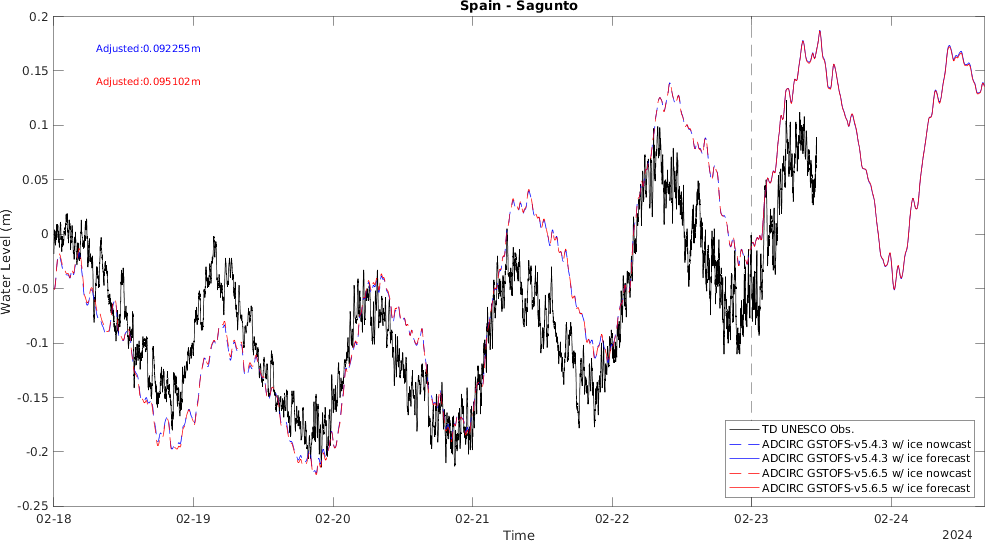 Spain - Sagunto
0.2
0.15
0.1
0.05
0
-0.05
-0.1
-0.15
-0.2
-0.25
Water Level (m)
Adjusted:0.092255m
Adjusted:0.095102m
TD UNESCO Obs.
ADCIRC GSTOFS-v5.4.3 w/ ice nowcast
ADCIRC GSTOFS-v5.4.3 w/ ice forecast
ADCIRC GSTOFS-v5.6.5 w/ ice nowcast
ADCIRC GSTOFS-v5.6.5 w/ ice forecast
02-18 02-19 02-20 02-21 02-22 02-23 02-24
Time
2024